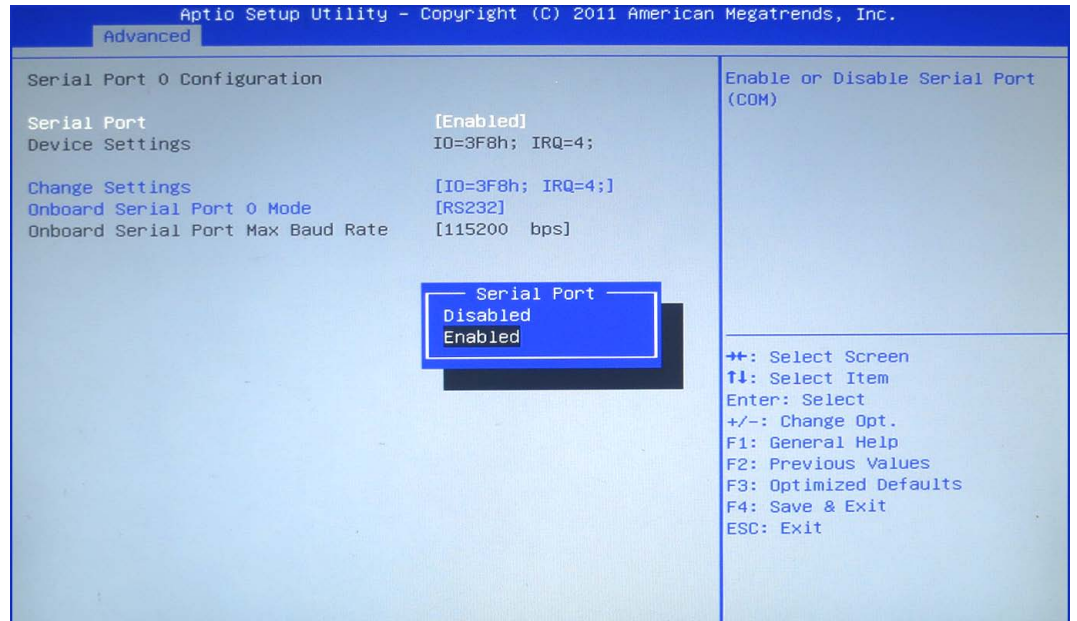 Aptio Setup Utility – Copyright (C) 2011 American Megatrends, Inc.
Advanced
Serial Port 0 Configuration
Serial Port [Enabled]
Device Settings IO=3F8h; IRQ=4;
Change Settings [IO=3F8h; IRQ=4;]
Onboard Serial Port 0 Mode [RS232]
Onboard Serial Port Max Baud Rate [115200 bps]
Serial Port
Disabled
Enabled
Enable or Disable Serial Port
(COM)
→←: Select Screen
↑↓: Select Item
Enter: Select
+/-: Change Opt.
F1: General Help
F2: Previous Values
F3: Optimized Defaults
F4: Save & Exit
ESC: Exit